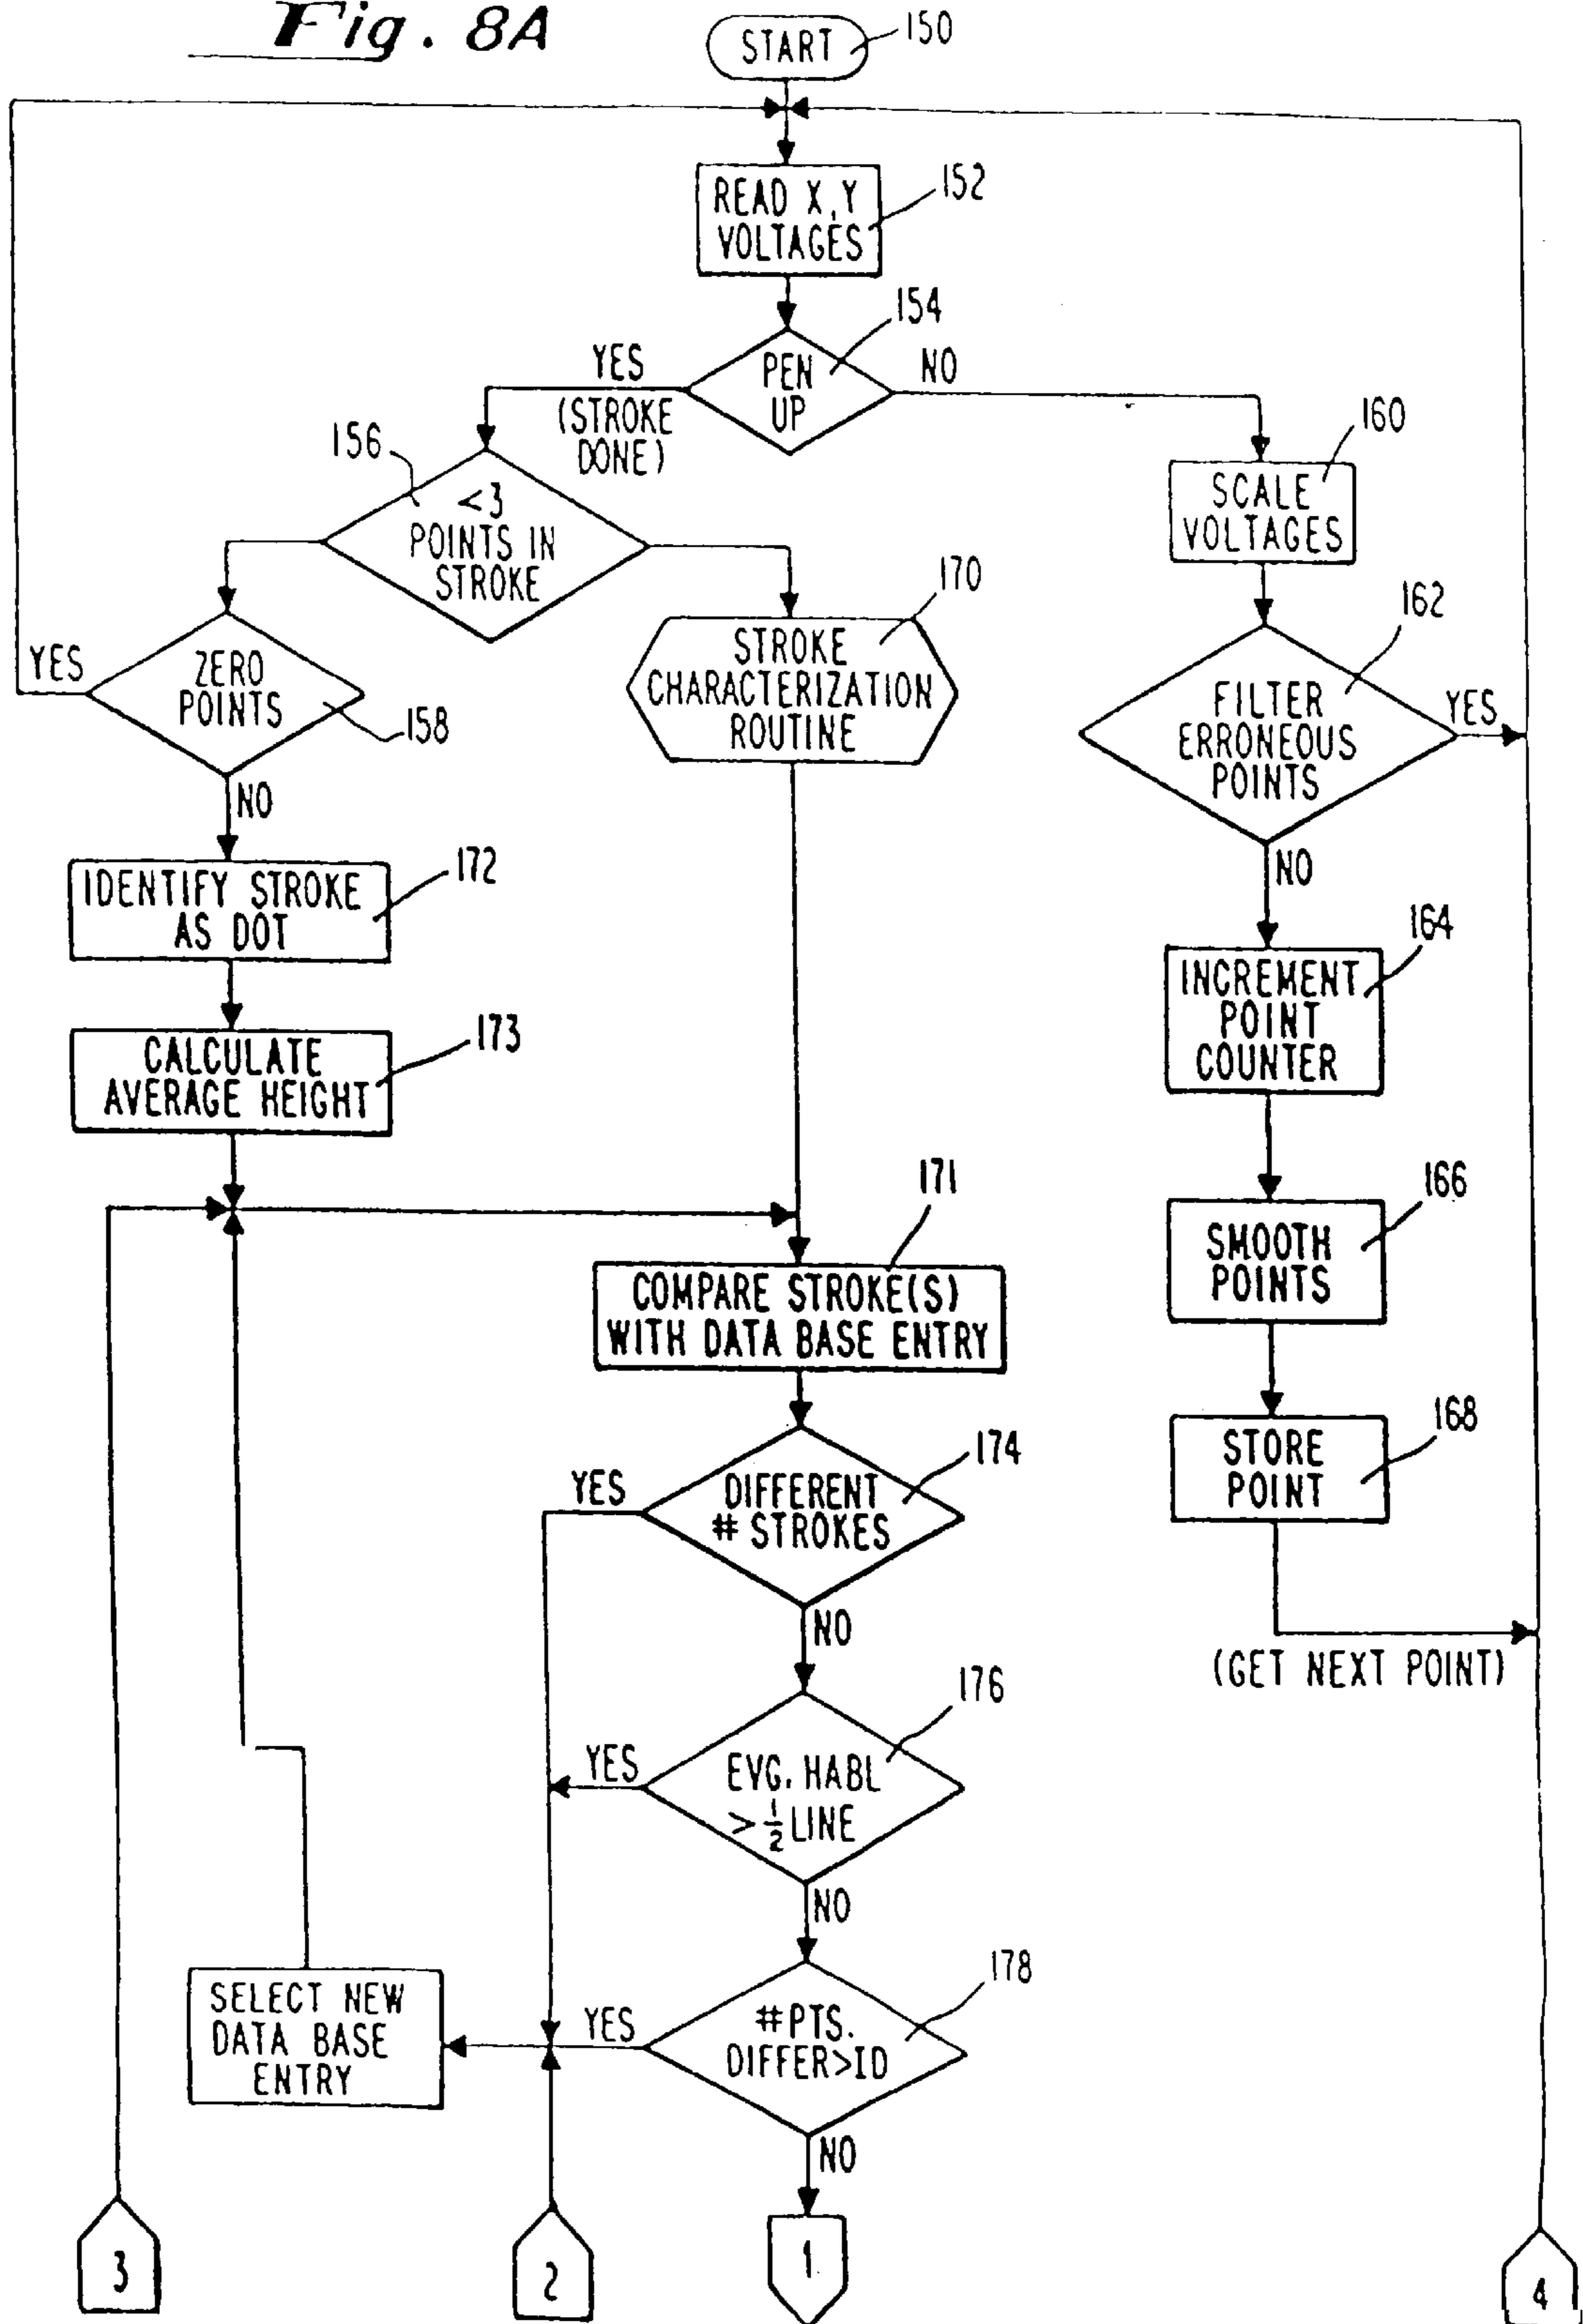 Fig. 8A
START
150
READ X,Y
VOLTAGES
152
PEN
UP
154
YES
(STROKE
DONE)
NO
156
<3
POINTS IN
STROKE
160
SCALE
VOLTAGES
170
STROKE
CHARACTERIZATION
ROUTINE
162
FILTER
ERRONEOUS
POINTS
YES
YES
ZERO
POINTS
158
NO
NO
172
IDENTIFY STROKE
AS DOT
164
INCREMENT
POINT
COUNTER
173
CALCULATE
AVERAGE HEIGHT
166
SMOOTH
POINTS
171
COMPARE STROKE(S)
WITH DATA BASE ENTRY
168
STORE
POINT
(GET NEXT POINT)
174
YES
DIFFERENT
# STROKES
NO
176
YES
EVG. HABL
>½ LINE
NO
178
YES
#PTS.
DIFFER>ID
NO
SELECT NEW
DATA BASE
ENTRY
3
2
1
4